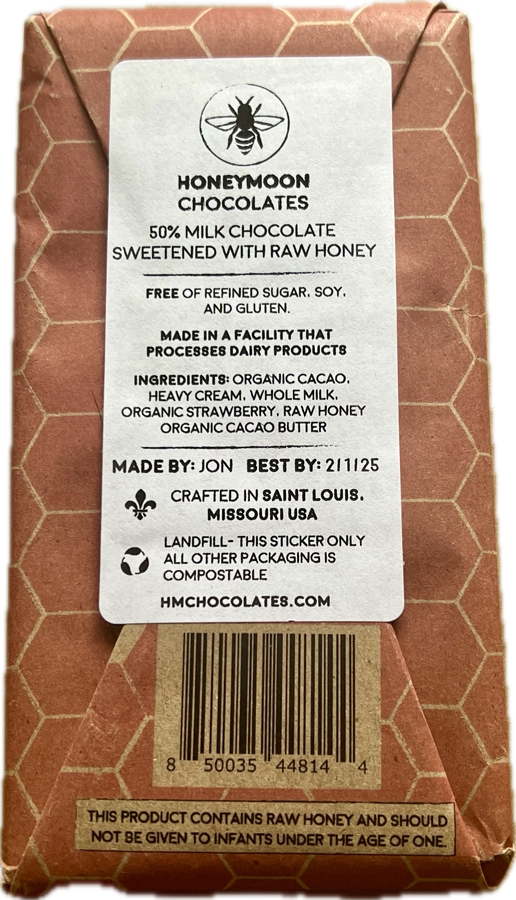 HONEYMOON
CHOCOLATES
50% MILK CHOCOLATE
SWEETENED WITH RAW HONEY
FREE OF REFINED SUGAR, SOY,
AND GLUTEN.
MADE IN A FACILITY THAT
PROCESSES DAIRY PRODUCTS
INGREDIENTS: ORGANIC CACAO,
HEAVY CREAM, WHOLE MILK,
ORGANIC STRAWBERRY, RAW HONEY
ORGANIC CACAO BUTTER
MADE BY: JON BEST BY: 2/1/25
CRAFTED IN SAINT LOUIS,
MISSOURI USA
LANDFILL- THIS STICKER ONLY
ALL OTHER PACKAGING IS
COMPOSTABLE
HMCHOCOLATES.COM
8 50035 44814 4
THIS PRODUCT CONTAINS RAW HONEY AND SHOULD
NOT BE GIVEN TO INFANTS UNDER THE AGE OF ONE.